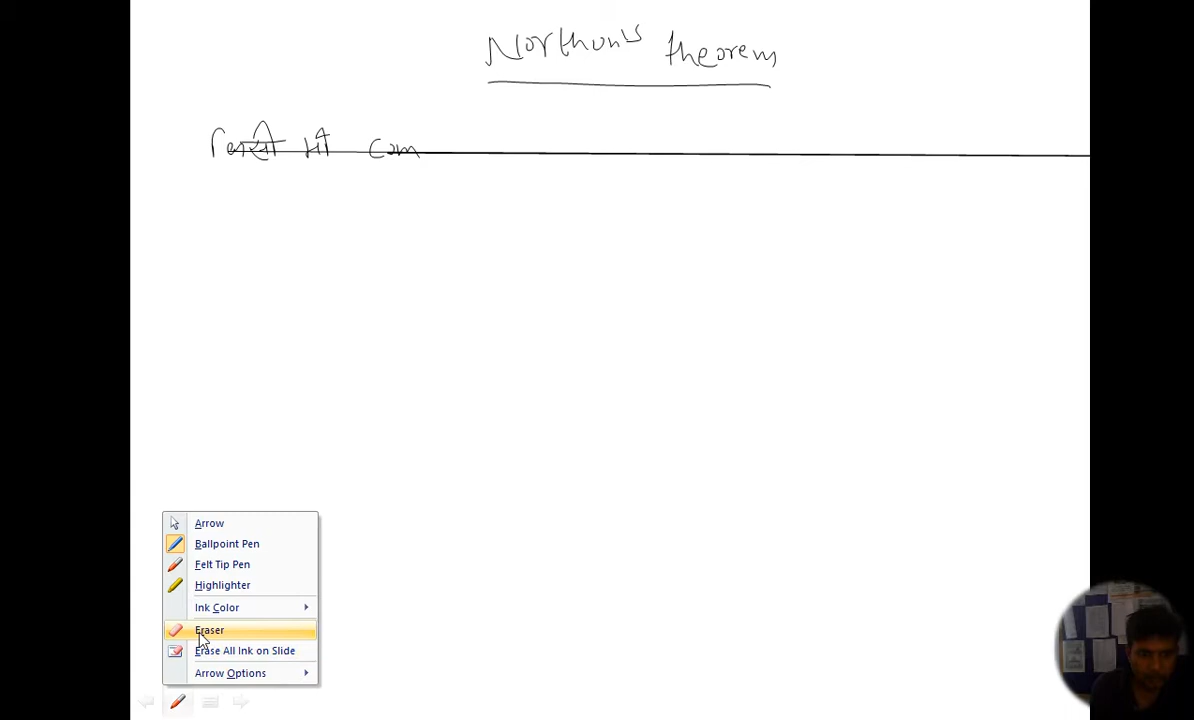 Northon's theorem
किसी भी com
Arrow
Ballpoint Pen
Felt Tip Pen
Highlighter
Ink Color
Eraser
Erase All Ink on Slide
Arrow Options